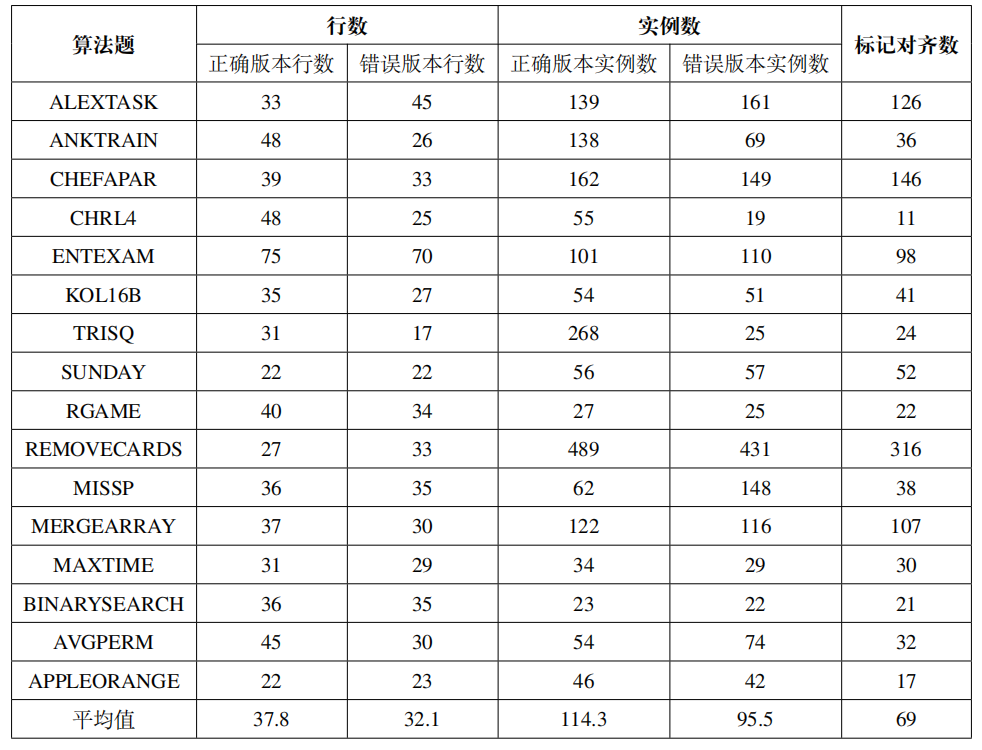 算法题 行数 实例数 标记对齐数
正确版本行数 错误版本行数 正确版本实例数 错误版本实例数
ALEXTASK 33 45 139 161 126
ANKTRAIN 48 26 138 69 36
CHEFAPAR 39 33 162 149 146
CHRL4 48 25 55 19 11
ENTEXAM 75 70 101 110 98
KOL16B 35 27 54 51 41
TRISQ 31 17 268 25 24
SUNDAY 22 22 56 57 52
RGAME 40 34 27 25 22
REMOVECARDS 27 33 489 431 316
MISSP 36 35 62 148 38
MERGEARRAY 37 30 122 116 107
MAXTIME 31 29 34 29 30
BINARYSEARCH 36 35 23 22 21
AVGPERM 45 30 54 74 32
APPLEORANGE 22 23 46 42 17
平均值 37.8 32.1 114.3 95.5 69